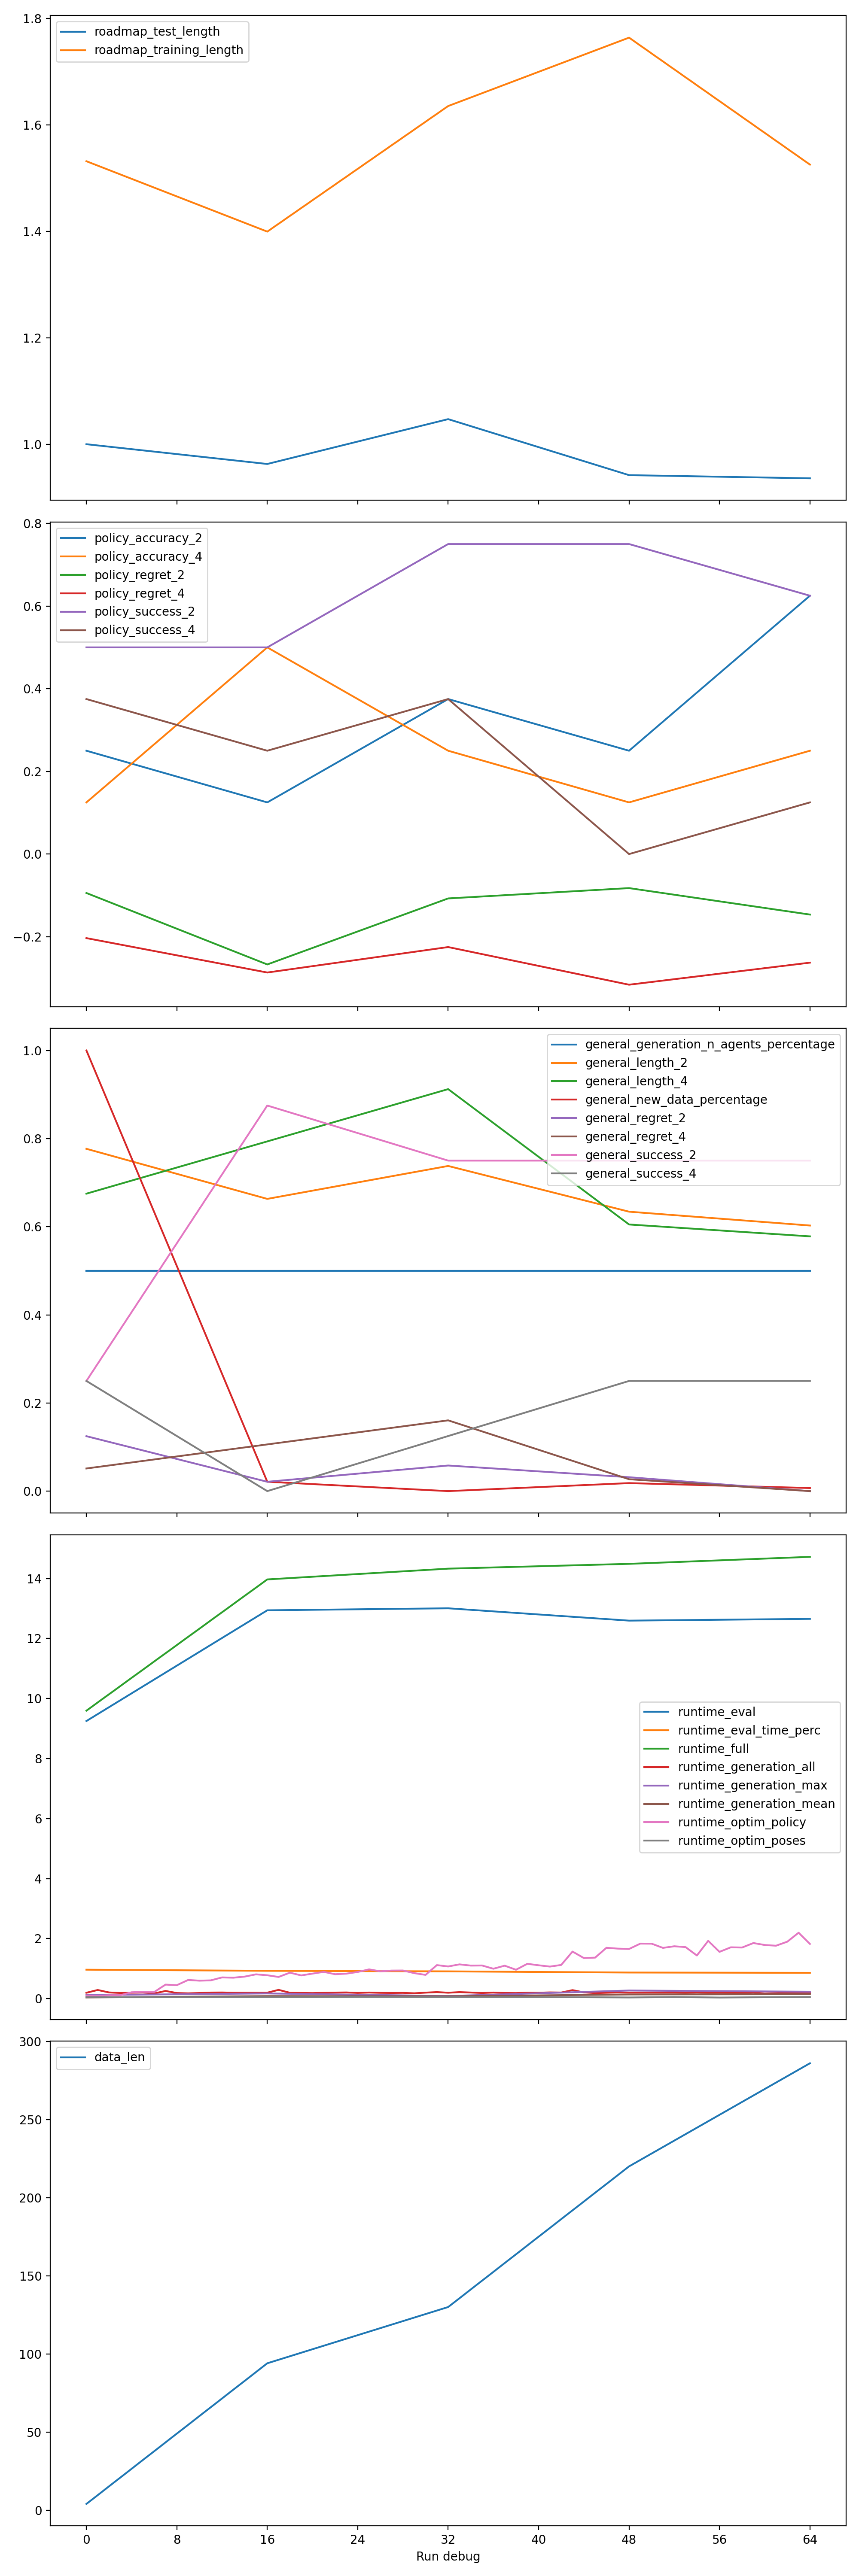 1.8
1.6
1.4
1.2
1.0
roadmap_test_length
roadmap_training_length
0.8
0.6
0.4
0.2
0.0
−0.2
policy_accuracy_2
policy_accuracy_4
policy_regret_2
policy_regret_4
policy_success_2
policy_success_4
1.0
0.8
0.6
0.4
0.2
0.0
general_generation_n_agents_percentage
general_length_2
general_length_4
general_new_data_percentage
general_regret_2
general_regret_4
general_success_2
general_success_4
14
12
10
8
6
4
2
0
runtime_eval
runtime_eval_time_perc
runtime_full
runtime_generation_all
runtime_generation_max
runtime_generation_mean
runtime_optim_policy
runtime_optim_poses
300
250
200
150
100
50
0
data_len
0 8 16 24 32 40 48 56 64
Run debug